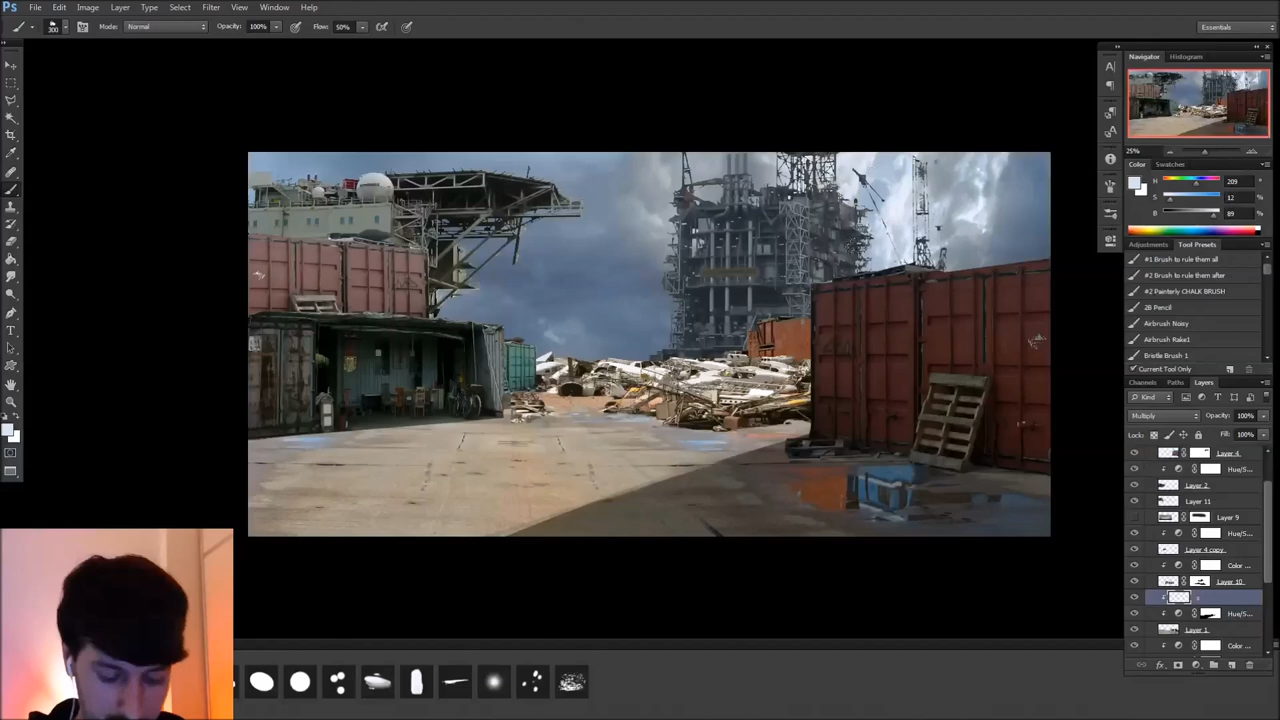 Ps File Edit Image Layer Type Select Filter View Window Help
300 Mode: Normal Opacity: 100% Flow: 50% Essentials
Navigator Histogram
25%
Color Swatches
H 209 °
S 12 %
B 89 %
Adjustments Tool Presets
#1 Brush to rule them all
#2 Brush to rule them after
#2 Painterly CHALK BRUSH
2B Pencil
Airbrush Noisy
Airbrush Rake1
Bristle Brush 1
Current Tool Only
Channels Paths Layers
Kind
Multiply Opacity: 100%
Lock: Fill: 100%
Layer 4
Hue/S...
Layer 2
Layer 11
Layer 9
Hue/S...
Layer 4 copy
Color ...
Layer 10
Hue/S...
Layer 1
Color ...